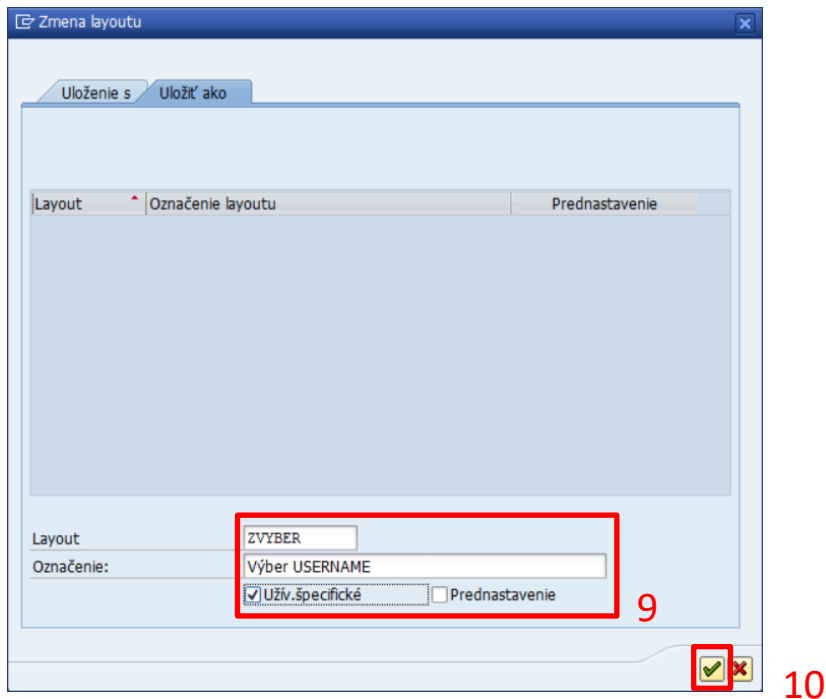 Zmena layoutu
Uloženie s Uložiť ako
Layout Označenie layoutu Prednastavenie
Layout ZVYBER
Označenie: Výber USERNAME
Užív.špecifické Prednastavenie
9
10